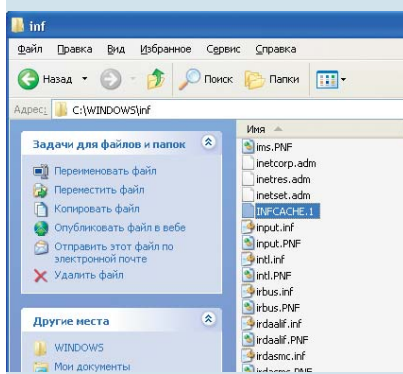 inf
Файл Правка Вид Избранное Сервис Справка
Назад Поиск Папки
Адрес: C:\WINDOWS\inf
Задачи для файлов и папок
Переименовать файл
Переместить файл
Копировать файл
Опубликовать файл в вебе
Отправить этот файл по
электронной почте
Удалить файл
Другие места
WINDOWS
Мои документы
Имя
ims.PNF
inetcorp.adm
inetres.adm
inetset.adm
INFCACHE.1
input.inf
input.PNF
intl.inf
intl.PNF
irbus.inf
irbus.PNF
irdaalif.inf
irdaalif.PNF
irdasmc.inf
irdasmc.PNF